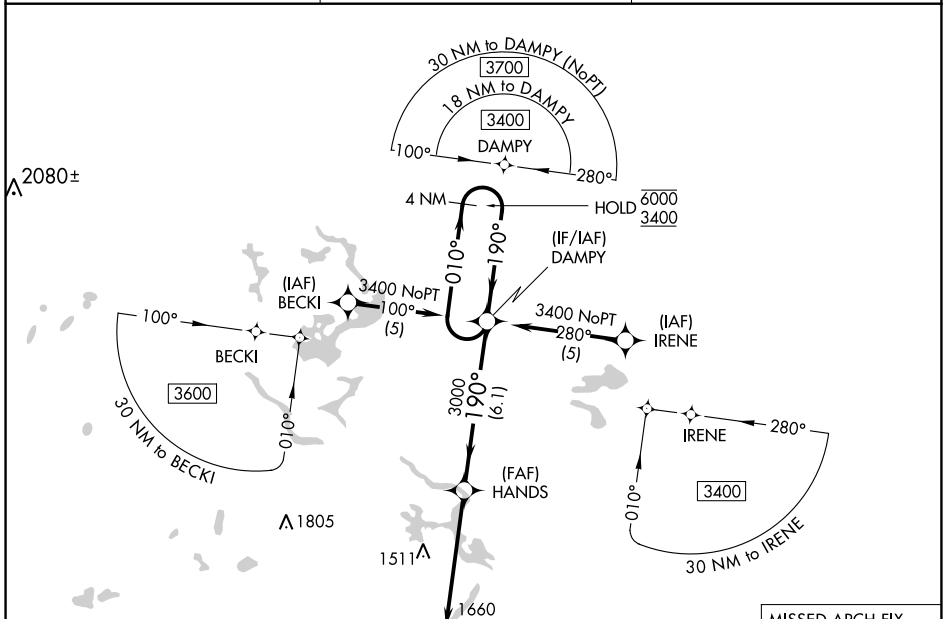 30 NM to DAMPY (NoPT)
3700
18 NM to DAMPY
3400
DAMPY
100°
280°
2080±
4 NM
HOLD 6000
3400
010°
190°
(IF/IAF)
DAMPY
(IAF)
BECKI
3400 NoPT
100°
(5)
3400 NoPT
280°
(5)
(IAF)
IRENE
100°
BECKI
3600
010°
30 NM to BECKI
3000
190°
(6.1)
IRENE
280°
010°
3400
30 NM to IRENE
(FAF)
HANDS
1805
1511
1660
MISSED APCH FIX